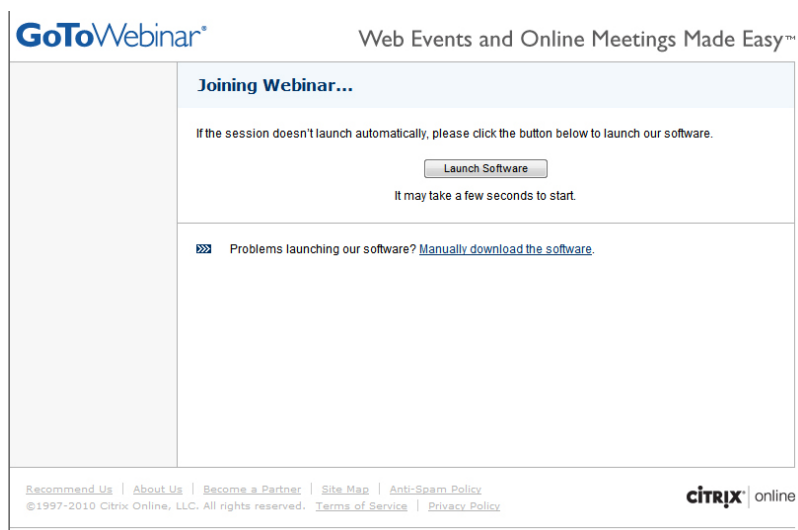 GoToWebinar®
Web Events and Online Meetings Made Easy™
Joining Webinar...
If the session doesn't launch automatically, please click the button below to launch our software.
Launch Software
It may take a few seconds to start.
Problems launching our software? Manually download the software.
Recommend Us | About Us | Become a Partner | Site Map | Anti-Spam Policy
©1997-2010 Citrix Online, LLC. All rights reserved. Terms of Service | Privacy Policy
CİTRIX® online